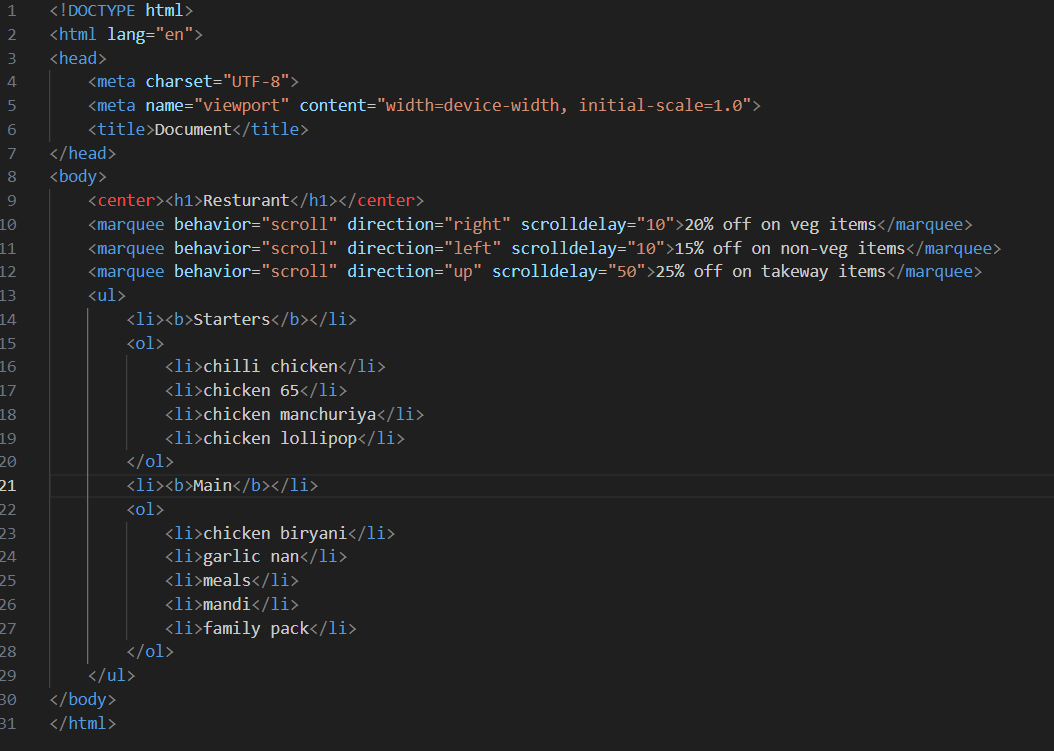 1 <!DOCTYPE html>
2 <html lang="en">
3 <head>
4     <meta charset="UTF-8">
5     <meta name="viewport" content="width=device-width, initial-scale=1.0">
6     <title>Document</title>
7 </head>
8 <body>
9     <center><h1>Resturant</h1></center>
10     <marquee behavior="scroll" direction="right" scrolldelay="10">20% off on veg items</marquee>
11     <marquee behavior="scroll" direction="left" scrolldelay="10">15% off on non-veg items</marquee>
12     <marquee behavior="scroll" direction="up" scrolldelay="50">25% off on takeway items</marquee>
13     <ul>
14         <li><b>Starters</b></li>
15         <ol>
16             <li>chilli chicken</li>
17             <li>chicken 65</li>
18             <li>chicken manchuriya</li>
19             <li>chicken lollipop</li>
20         </ol>
21         <li><b>Main</b></li>
22         <ol>
23             <li>chicken biryani</li>
24             <li>garlic nan</li>
25             <li>meals</li>
26             <li>mandi</li>
27             <li>family pack</li>
28         </ol>
29     </ul>
30 </body>
31 </html>